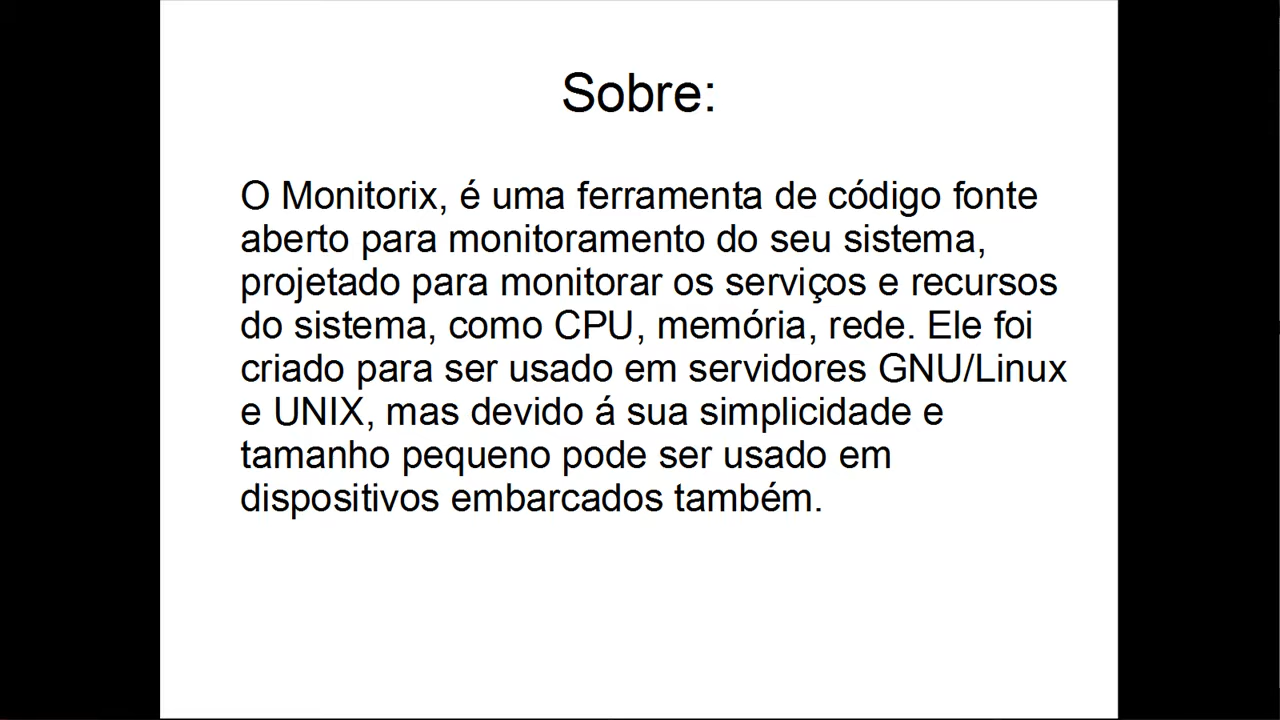 Sobre:
O Monitorix, é uma ferramenta de código fonte
aberto para monitoramento do seu sistema,
projetado para monitorar os serviços e recursos
do sistema, como CPU, memória, rede. Ele foi
criado para ser usado em servidores GNU/Linux
e UNIX, mas devido á sua simplicidade e
tamanho pequeno pode ser usado em
dispositivos embarcados também.